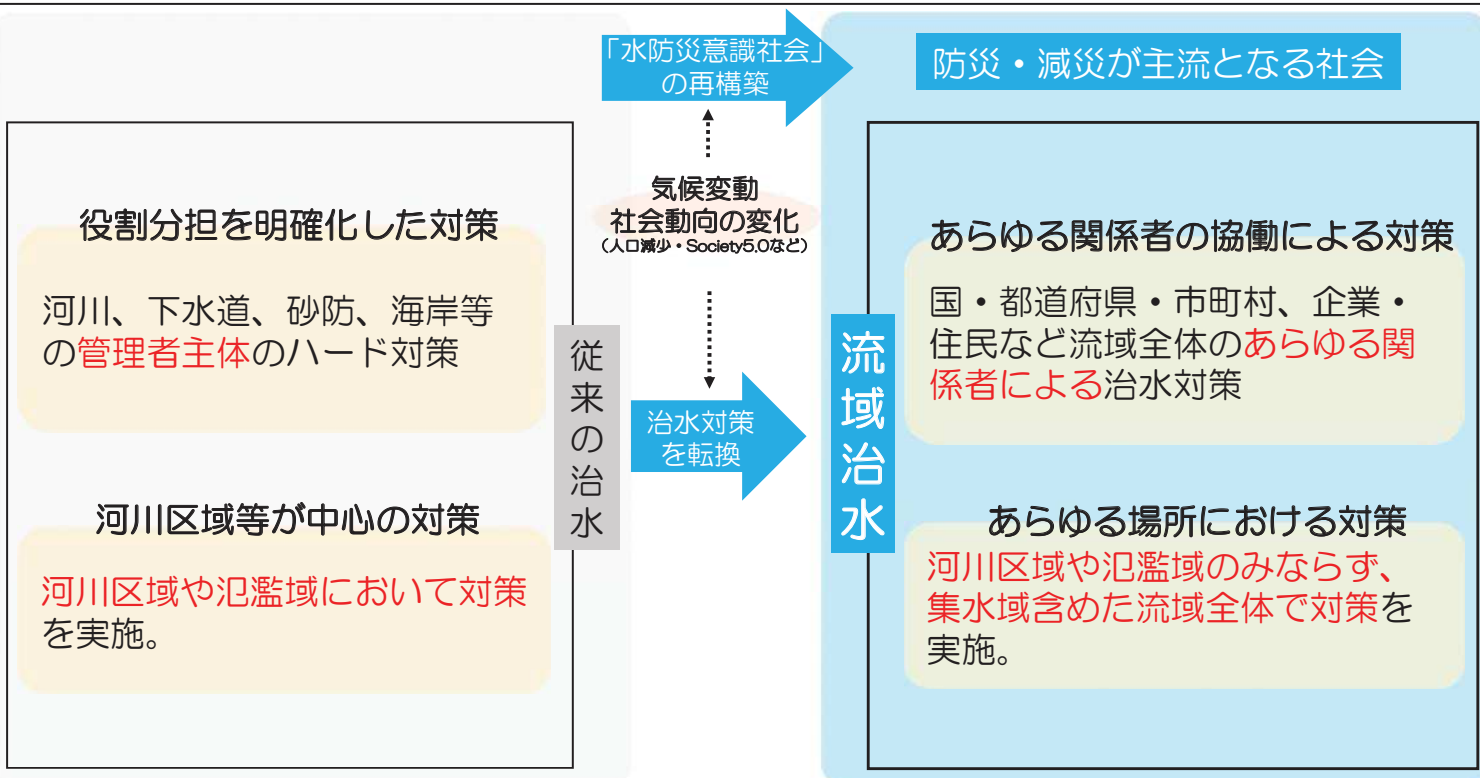 「水防災意識社会」
の再構築
防災・減災が主流となる社会
気候変動
社会動向の変化
(人口減少・Society5.0など)
役割分担を明確化した対策
河川、下水道、砂防、海岸等
の管理者主体のハード対策
河川区域等が中心の対策
河川区域や氾濫域において対策
を実施。
従来の治水
治水対策
を転換
流域治水
あらゆる関係者の協働による対策
国・都道府県・市町村、企業・
住民など流域全体のあらゆる関
係者による治水対策
あらゆる場所における対策
河川区域や氾濫域のみならず、
集水域含めた流域全体で対策を
実施。